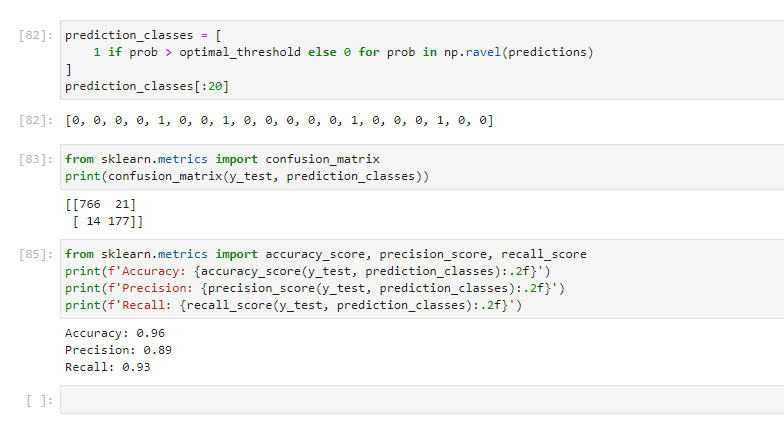 [82]: prediction_classes = [
    1 if prob > optimal_threshold else 0 for prob in np.ravel(predictions)
]
prediction_classes[:20]
[82]: [0, 0, 0, 0, 1, 0, 0, 1, 0, 0, 0, 0, 0, 1, 0, 0, 0, 1, 0, 0]
[83]: from sklearn.metrics import confusion_matrix
print(confusion_matrix(y_test, prediction_classes))
[[766  21]
 [ 14 177]]
[85]: from sklearn.metrics import accuracy_score, precision_score, recall_score
print(f'Accuracy: {accuracy_score(y_test, prediction_classes):.2f}')
print(f'Precision: {precision_score(y_test, prediction_classes):.2f}')
print(f'Recall: {recall_score(y_test, prediction_classes):.2f}')
Accuracy: 0.96
Precision: 0.89
Recall: 0.93
[ ]: